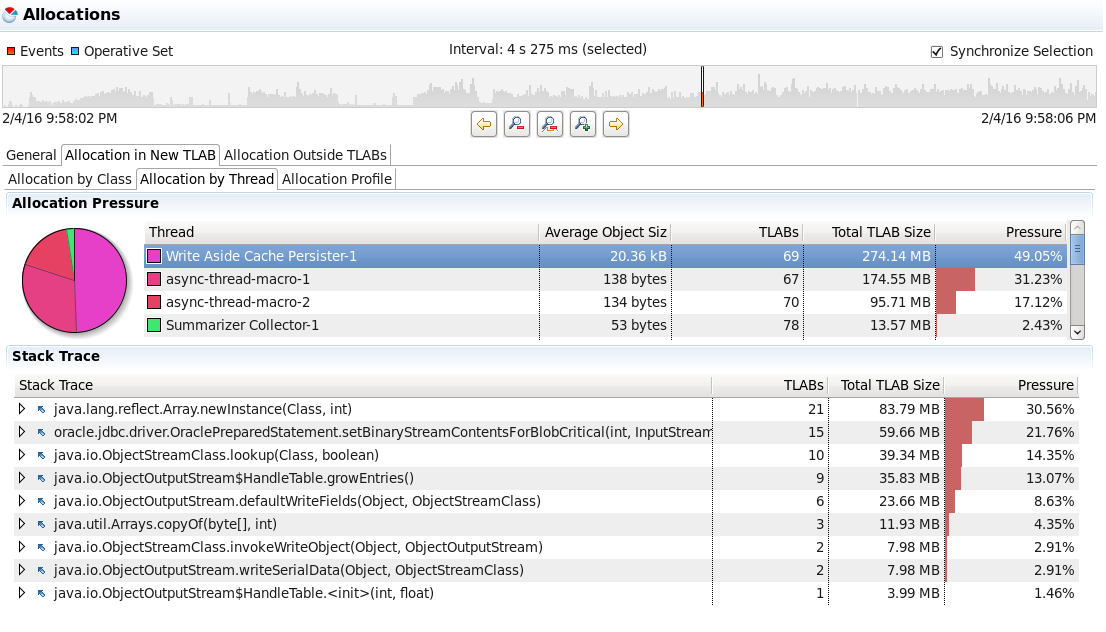 Allocations
Events Operative Set Interval: 4 s 275 ms (selected) Synchronize Selection
2/4/16 9:58:02 PM 2/4/16 9:58:06 PM
General Allocation in New TLAB Allocation Outside TLABs
Allocation by Class Allocation by Thread Allocation Profile
Allocation Pressure
Thread Average Object Siz TLABs Total TLAB Size Pressure
Write Aside Cache Persister-1 20.36 kB 69 274.14 MB 49.05%
async-thread-macro-1 138 bytes 67 174.55 MB 31.23%
async-thread-macro-2 134 bytes 70 95.71 MB 17.12%
Summarizer Collector-1 53 bytes 78 13.57 MB 2.43%
Stack Trace
Stack Trace TLABs Total TLAB Size Pressure
java.lang.reflect.Array.newInstance(Class, int) 21 83.79 MB 30.56%
oracle.jdbc.driver.OraclePreparedStatement.setBinaryStreamContentsForBlobCritical(int, InputStream 15 59.66 MB 21.76%
java.io.ObjectStreamClass.lookup(Class, boolean) 10 39.34 MB 14.35%
java.io.ObjectOutputStream$HandleTable.growEntries() 9 35.83 MB 13.07%
java.io.ObjectOutputStream.defaultWriteFields(Object, ObjectStreamClass) 6 23.66 MB 8.63%
java.util.Arrays.copyOf(byte[], int) 3 11.93 MB 4.35%
java.io.ObjectStreamClass.invokeWriteObject(Object, ObjectOutputStream) 2 7.98 MB 2.91%
java.io.ObjectOutputStream.writeSerialData(Object, ObjectStreamClass) 2 7.98 MB 2.91%
java.io.ObjectOutputStream$HandleTable.<init>(int, float) 1 3.99 MB 1.46%